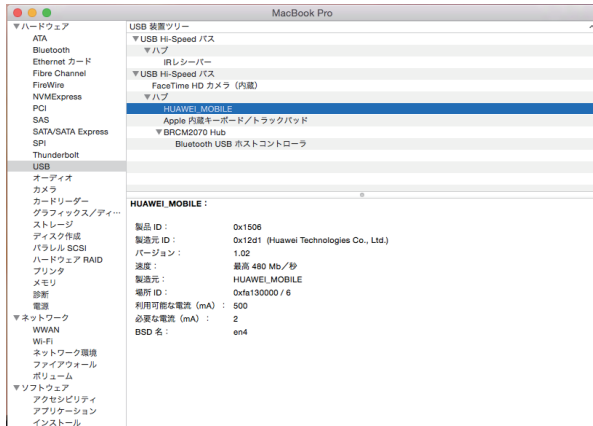 MacBook Pro
▼ハードウェア
ATA
Bluetooth
Ethernet カード
Fibre Channel
FireWire
NVMExpress
PCI
SAS
SATA/SATA Express
SPI
Thunderbolt
USB
オーディオ
カメラ
カードリーダー
グラフィックス／ディ…
ストレージ
ディスク作成
パラレル SCSI
ハードウェア RAID
プリンタ
メモリ
診断
電源
▼ネットワーク
WWAN
Wi-Fi
ネットワーク環境
ファイアウォール
ボリューム
▼ソフトウェア
アクセシビリティ
アプリケーション
インストール
USB 装置ツリー
▼USB Hi-Speed バス
▼ハブ
IRレシーバー
▼USB Hi-Speed バス
FaceTime HD カメラ（内蔵）
▼ハブ
HUAWEI_MOBILE
Apple 内蔵キーボード／トラックパッド
▼BRCM2070 Hub
Bluetooth USB ホストコントローラ
HUAWEI_MOBILE：
製品 ID： 0x1506
製造元 ID： 0x12d1 (Huawei Technologies Co., Ltd.)
バージョン： 1.02
速度： 最高 480 Mb／秒
製造元： HUAWEI_MOBILE
場所 ID： 0xfa130000 / 6
利用可能な電流（mA）： 500
必要な電流（mA）： 2
BSD 名： en4